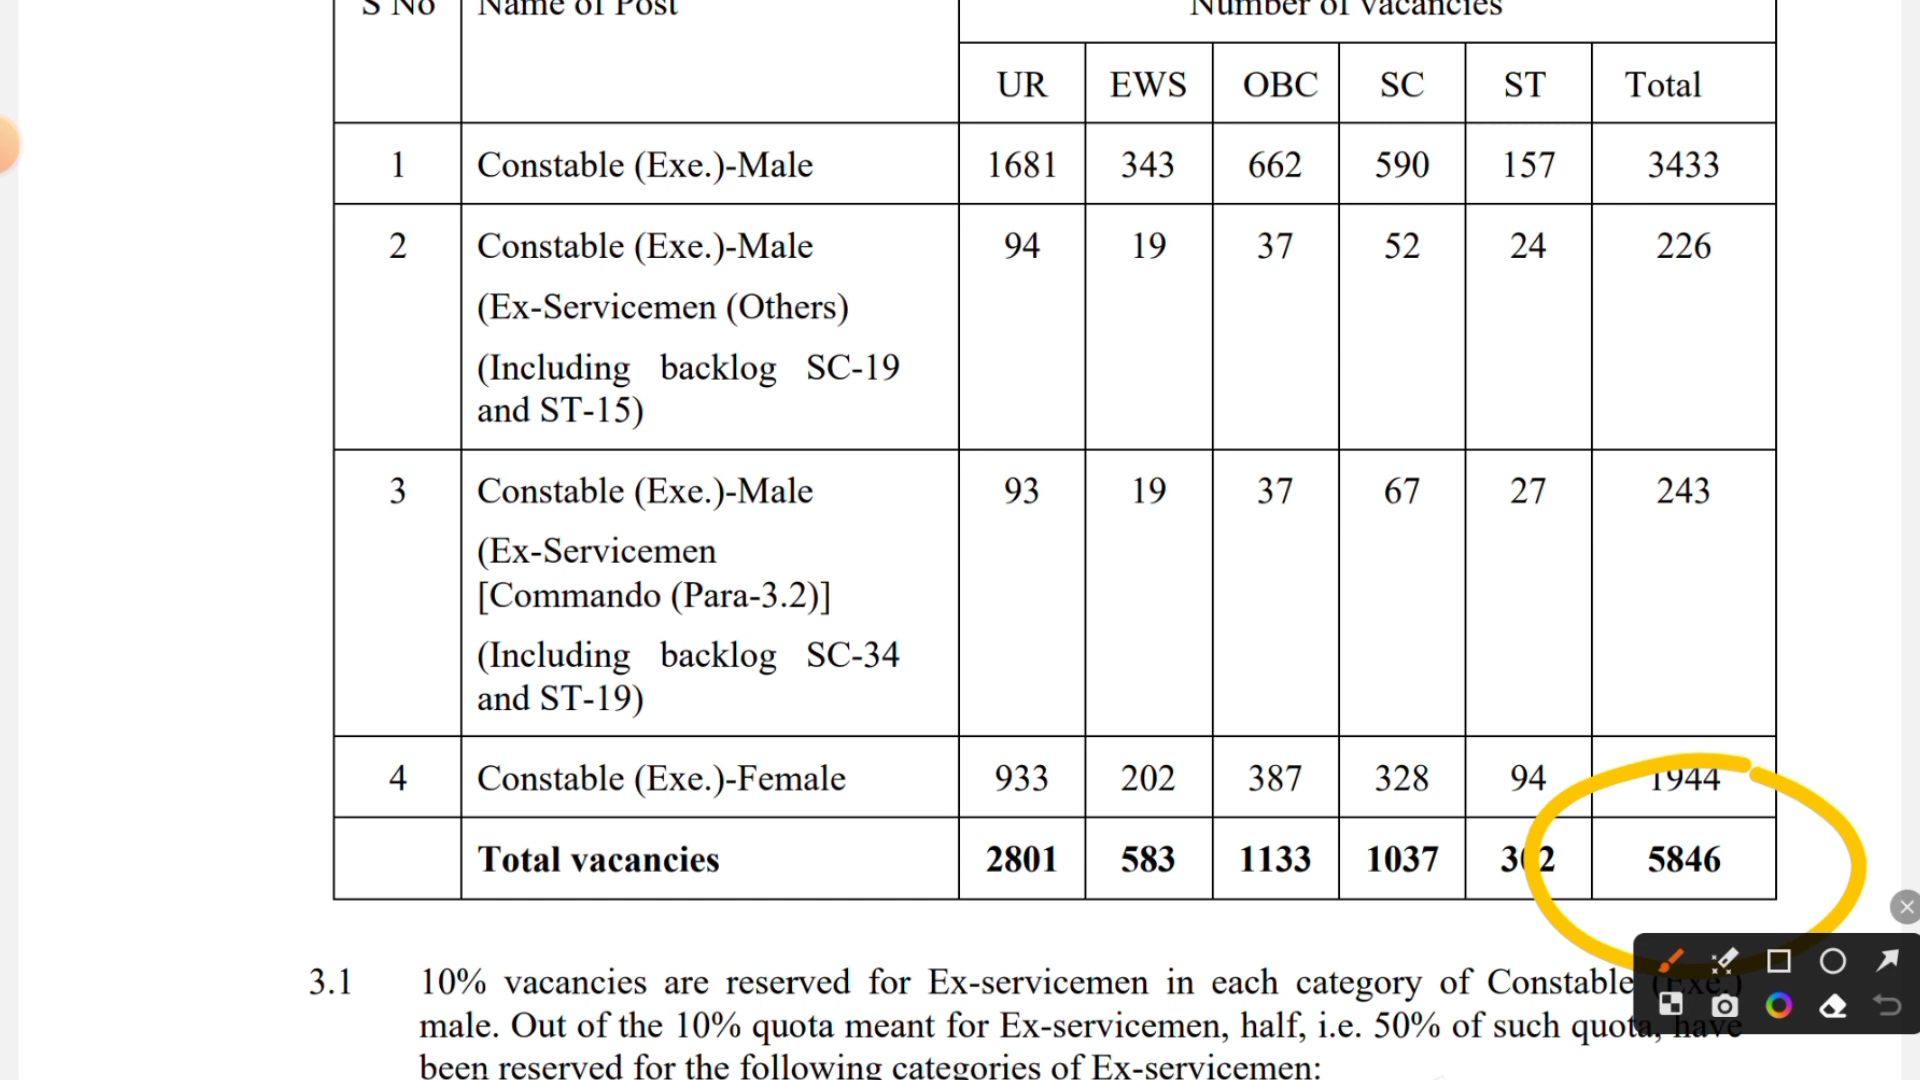 S No Name of Post Number of vacancies
UR EWS OBC SC ST Total
1 Constable (Exe.)-Male 1681 343 662 590 157 3433
2 Constable (Exe.)-Male 94 19 37 52 24 226
(Ex-Servicemen (Others)
(Including backlog SC-19
and ST-15)
3 Constable (Exe.)-Male 93 19 37 67 27 243
(Ex-Servicemen
[Commando (Para-3.2)]
(Including backlog SC-34
and ST-19)
4 Constable (Exe.)-Female 933 202 387 328 94 1944
Total vacancies 2801 583 1133 1037 302 5846
3.1 10% vacancies are reserved for Ex-servicemen in each category of Constable (Exe.)
male. Out of the 10% quota meant for Ex-servicemen, half, i.e. 50% of such quota, have
been reserved for the following categories of Ex-servicemen: